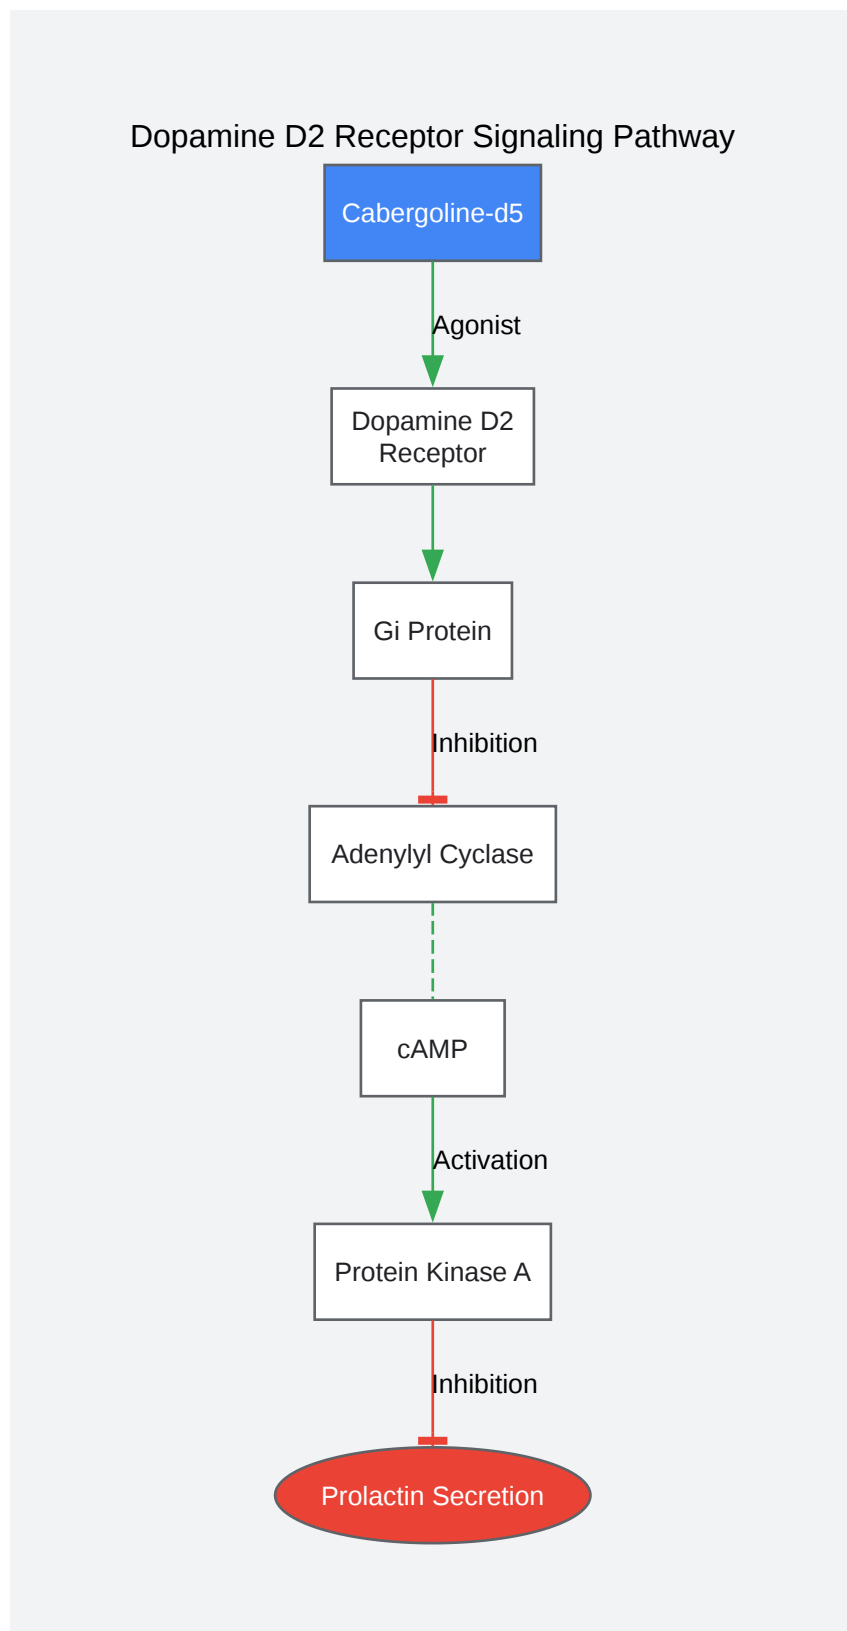 Dopamine D2 Receptor Signaling Pathway
Cabergoline-d5
Agonist
Dopamine D2
Receptor
Gi Protein
Inhibition
Adenylyl Cyclase
cAMP
Activation
Protein Kinase A
Inhibition
Prolactin Secretion